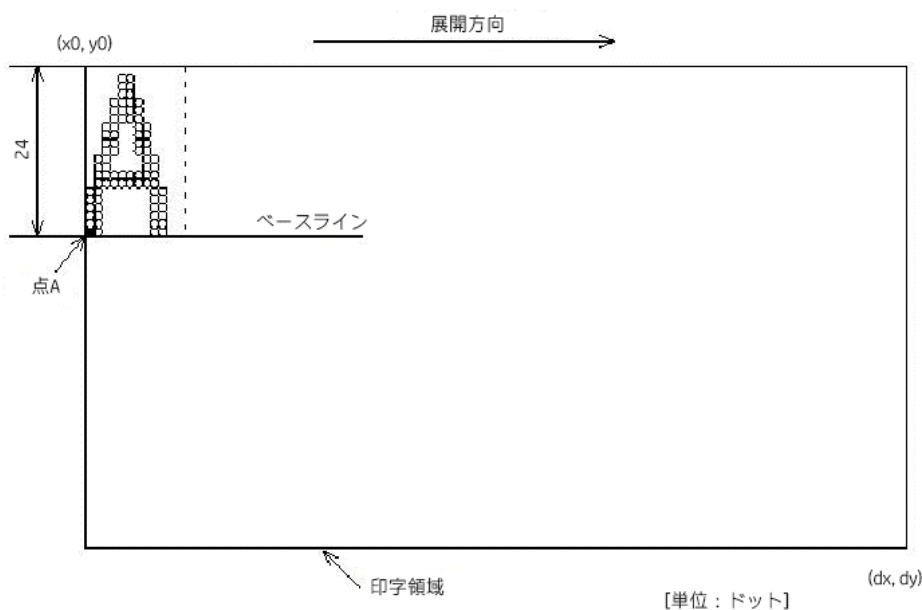 展開方向
(x0, y0)
24
ベースライン
点A
印字領域
(dx, dy)
[単位：ドット]